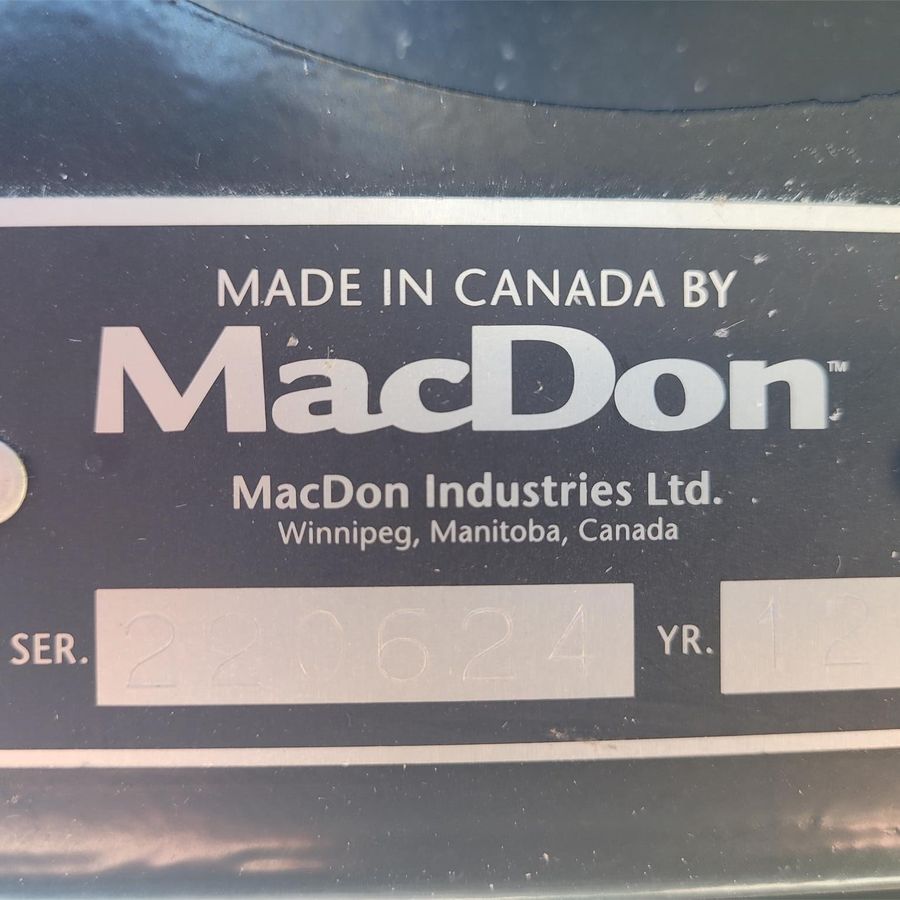 MADE IN CANADA BY
MacDon™
MacDon Industries Ltd.
Winnipeg, Manitoba, Canada
SER. 220624 YR. 12